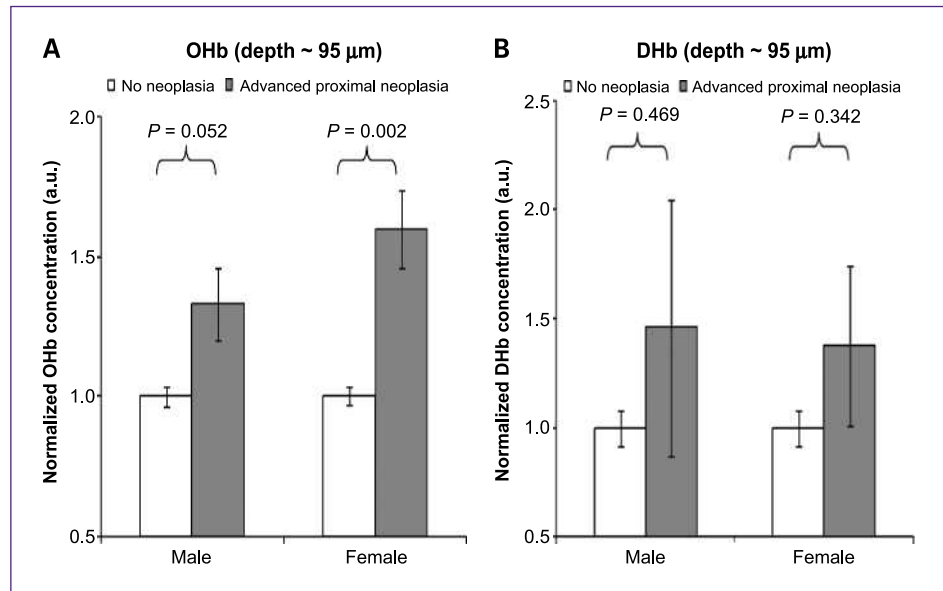 A
OHb (depth ~ 95 μm)
No neoplasia Advanced proximal neoplasia
Normalized OHb concentration (a.u.)
2.0
1.5
1.0
0.5
P = 0.052
P = 0.002
Male
Female
B
DHb (depth ~ 95 μm)
No neoplasia Advanced proximal neoplasia
Normalized DHb concentration (a.u.)
2.5
2.0
1.5
1.0
0.5
P = 0.469
P = 0.342
Male
Female